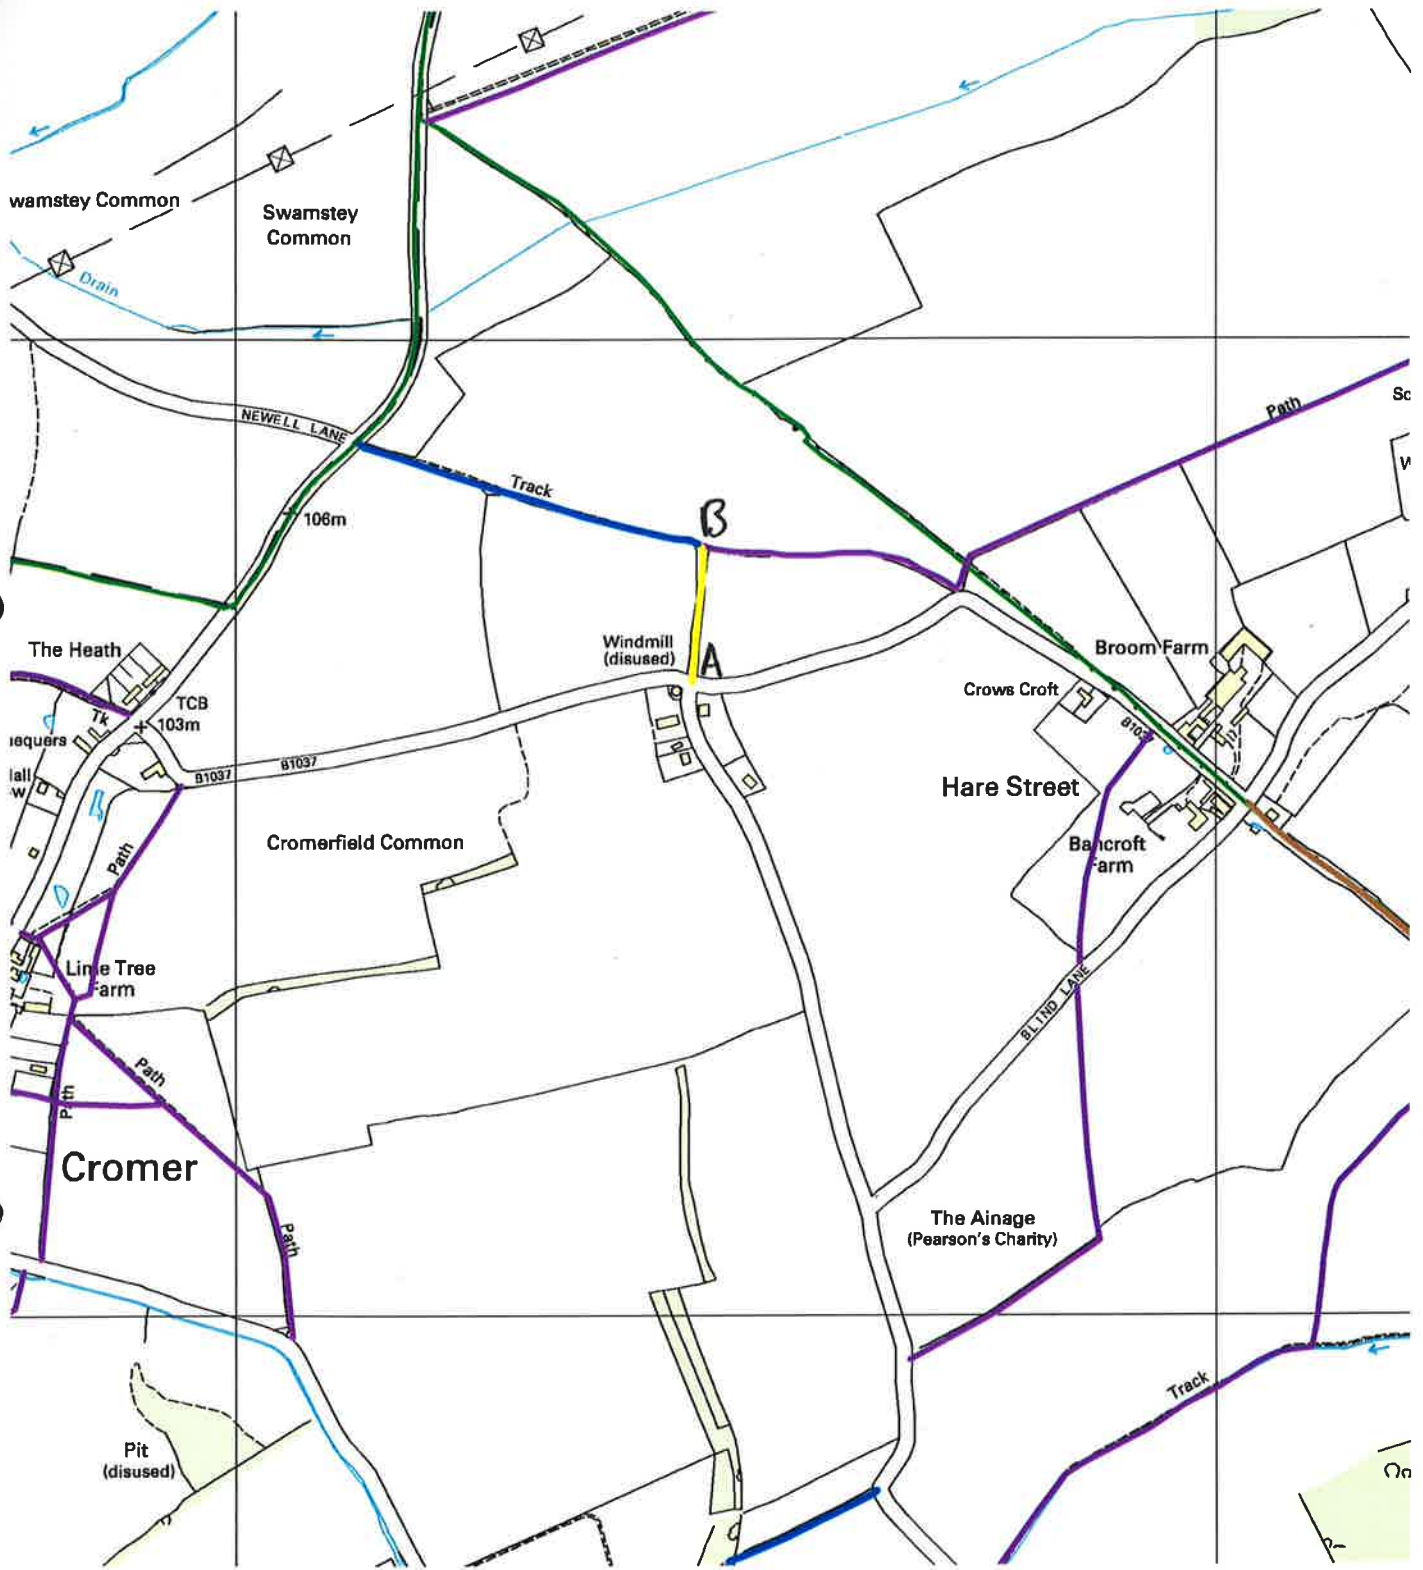 wamstey Common
Swamstey
Common
Drain
NEWELL LANE
Track
B
106m
Path
Sc
W
The Heath
Windmill
(disused)
A
Broom Farm
TCB
Tk
103m
Crows Croft
equers
B1037
B1037
Hare Street
Cromerfield Common
Path
Bancroft
Farm
Lime Tree
Farm
BLIND LANE
Path
Path
Cromer
Path
The Ainage
(Pearson's Charity)
Track
Pit
(disused)